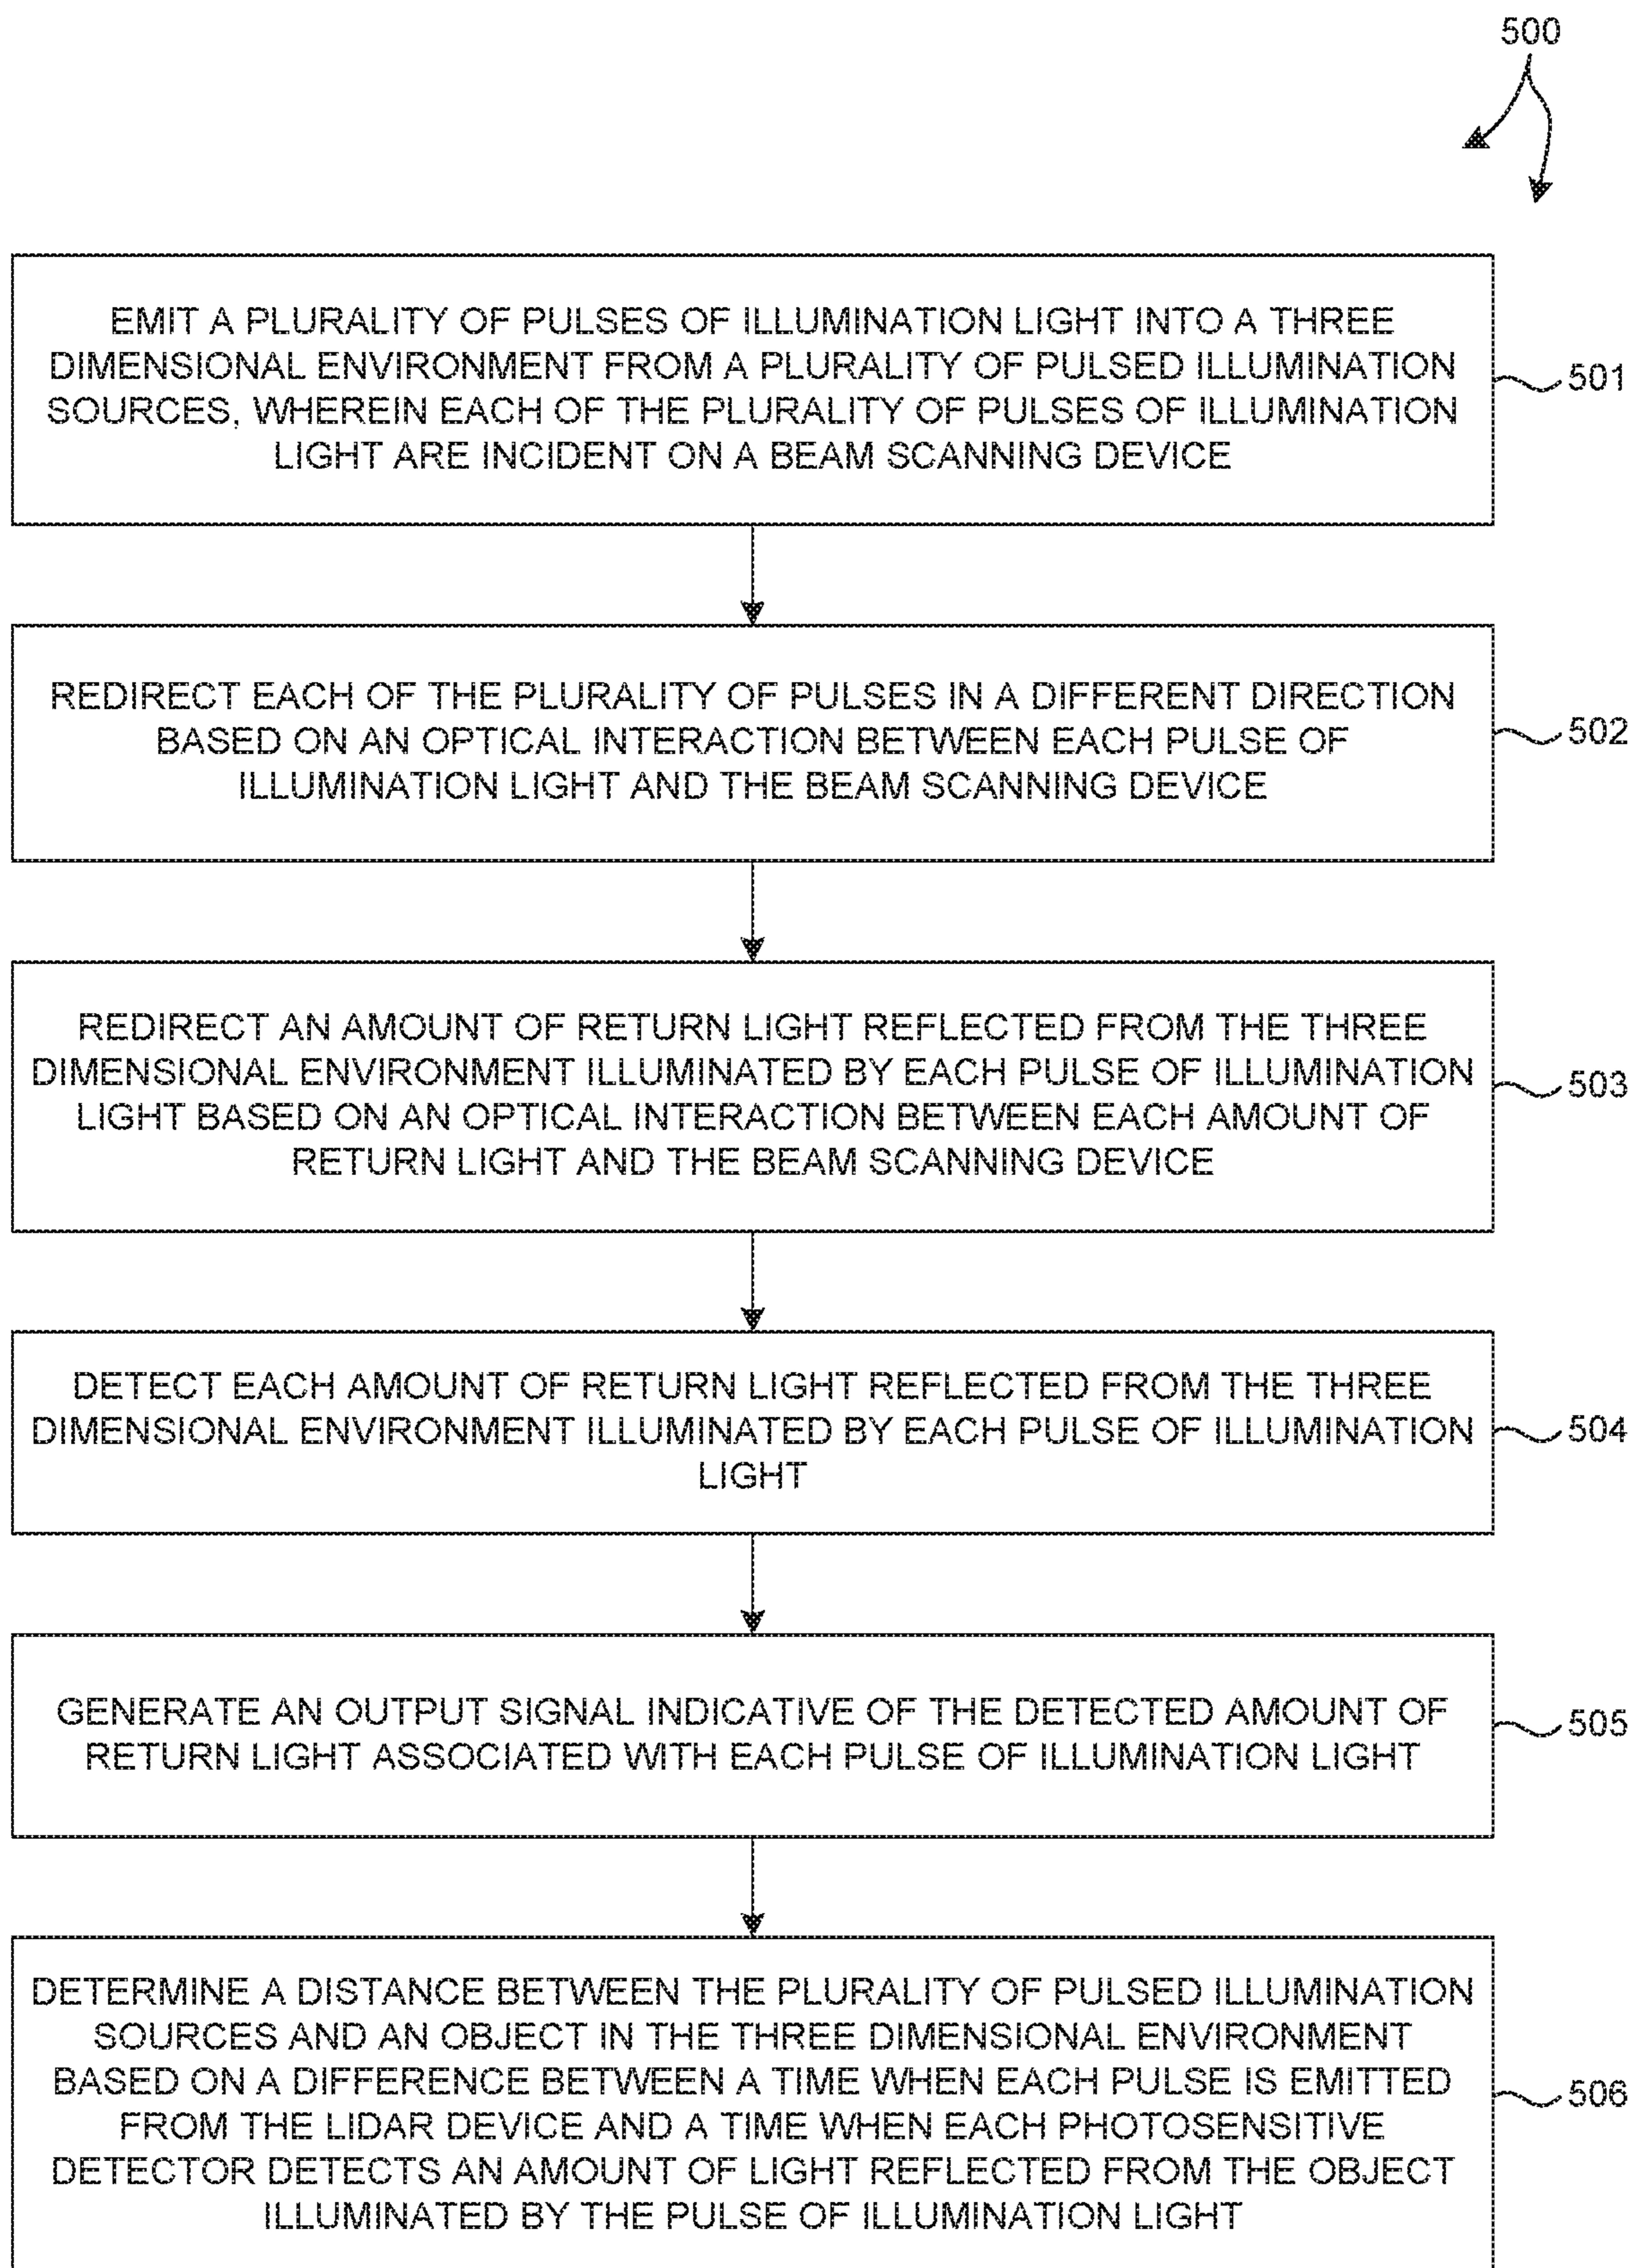 500
EMIT A PLURALITY OF PULSES OF ILLUMINATION LIGHT INTO A THREE
DIMENSIONAL ENVIRONMENT FROM A PLURALITY OF PULSED ILLUMINATION
SOURCES, WHEREIN EACH OF THE PLURALITY OF PULSES OF ILLUMINATION
LIGHT ARE INCIDENT ON A BEAM SCANNING DEVICE
501
REDIRECT EACH OF THE PLURALITY OF PULSES IN A DIFFERENT DIRECTION
BASED ON AN OPTICAL INTERACTION BETWEEN EACH PULSE OF
ILLUMINATION LIGHT AND THE BEAM SCANNING DEVICE
502
REDIRECT AN AMOUNT OF RETURN LIGHT REFLECTED FROM THE THREE
DIMENSIONAL ENVIRONMENT ILLUMINATED BY EACH PULSE OF ILLUMINATION
LIGHT BASED ON AN OPTICAL INTERACTION BETWEEN EACH AMOUNT OF
RETURN LIGHT AND THE BEAM SCANNING DEVICE
503
DETECT EACH AMOUNT OF RETURN LIGHT REFLECTED FROM THE THREE
DIMENSIONAL ENVIRONMENT ILLUMINATED BY EACH PULSE OF ILLUMINATION
LIGHT
504
GENERATE AN OUTPUT SIGNAL INDICATIVE OF THE DETECTED AMOUNT OF
RETURN LIGHT ASSOCIATED WITH EACH PULSE OF ILLUMINATION LIGHT
505
DETERMINE A DISTANCE BETWEEN THE PLURALITY OF PULSED ILLUMINATION
SOURCES AND AN OBJECT IN THE THREE DIMENSIONAL ENVIRONMENT
BASED ON A DIFFERENCE BETWEEN A TIME WHEN EACH PULSE IS EMITTED
FROM THE LIDAR DEVICE AND A TIME WHEN EACH PHOTOSENSITIVE
DETECTOR DETECTS AN AMOUNT OF LIGHT REFLECTED FROM THE OBJECT
ILLUMINATED BY THE PULSE OF ILLUMINATION LIGHT
506